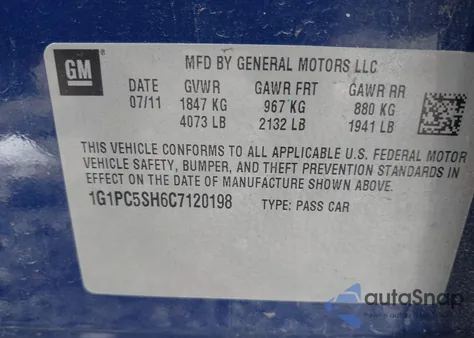 GM
MFD BY GENERAL MOTORS LLC
DATE GVWR GAWR FRT GAWR RR
07/11 1847 KG 967 KG 880 KG
4073 LB 2132 LB 1941 LB
THIS VEHICLE CONFORMS TO ALL APPLICABLE U.S. FEDERAL MOTOR
VEHICLE SAFETY, BUMPER, AND THEFT PREVENTION STANDARDS IN
EFFECT ON THE DATE OF MANUFACTURE SHOWN ABOVE.
1G1PC5SH6C7120198 TYPE: PASS CAR
autoSnap